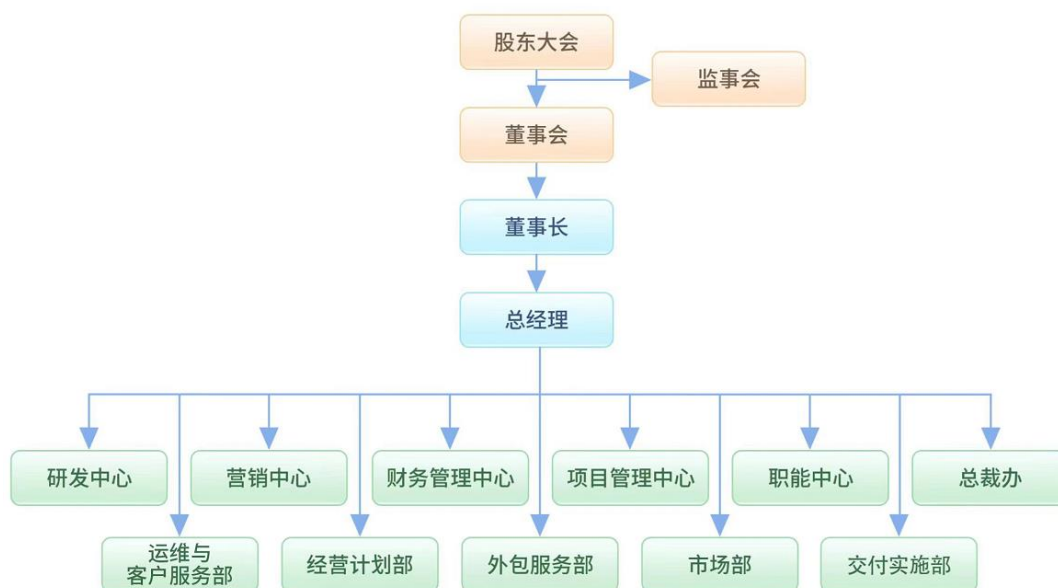 股东大会
监事会
董事会
董事长
总经理
研发中心
营销中心
财务管理中心
项目管理中心
职能中心
总裁办
运维与
客户服务部
经营计划部
外包服务部
市场部
交付实施部